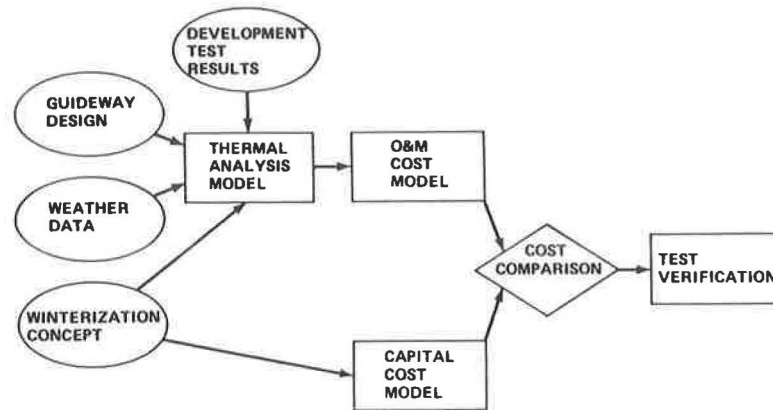 DEVELOPMENT
TEST
RESULTS
GUIDEWAY
DESIGN
THERMAL
ANALYSIS
MODEL
O&M
COST
MODEL
WEATHER
DATA
COST
COMPARISON
TEST
VERIFICATION
WINTERIZATION
CONCEPT
CAPITAL
COST
MODEL